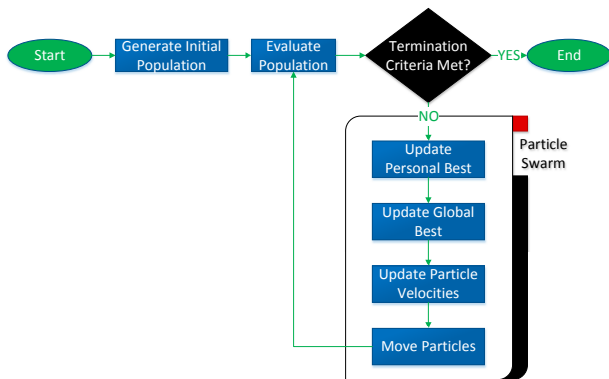 Start
Generate Initial
Population
Evaluate
Population
Termination
Criteria Met?
YES
End
NO
Particle
Swarm
Update
Personal Best
Update Global
Best
Update Particle
Velocities
Move Particles